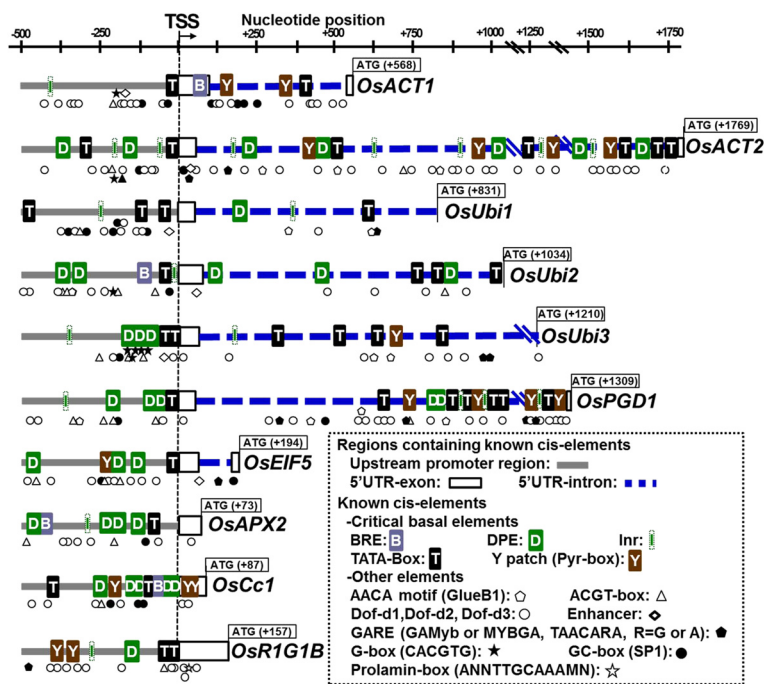 TSS Nucleotide position
-500 -250 0 +250 +500 +750 +1000 +1250 +1500 +1750
ATG (+568)
T B Y Y T OsACT1
ATG (+1769)
D T D T D Y D T Y D T Y D Y T D T T OsACT2
ATG (+831)
T T T D T OsUbi1
ATG (+1034)
D D B T D D T T D T OsUbi2
ATG (+1210)
D D D T T T T T Y T OsUbi3
ATG (+1309)
D D D T T Y D D T T Y T T Y T Y OsPGD1
ATG (+194)
D Y D D T OsEIF5
ATG (+73)
D B D D D T OsAPX2
ATG (+87)
T D Y D D T B D D Y Y OsCc1
ATG (+157)
Y Y D T T OsR1G1B
Regions containing known cis-elements
Upstream promoter region:
5'UTR-exon: 5'UTR-intron:
Known cis-elements
-Critical basal elements
BRE: B DPE: D Inr:
TATA-Box: T Y patch (Pyr-box): Y
-Other elements
AACA motif (GlueB1): ACGT-box:
Dof-d1,Dof-d2, Dof-d3: Enhancer:
GARE (GAMyb or MYBGA, TAACARA, R=G or A):
G-box (CACGTG): GC-box (SP1):
Prolamin-box (ANNTTGCAAAMN):